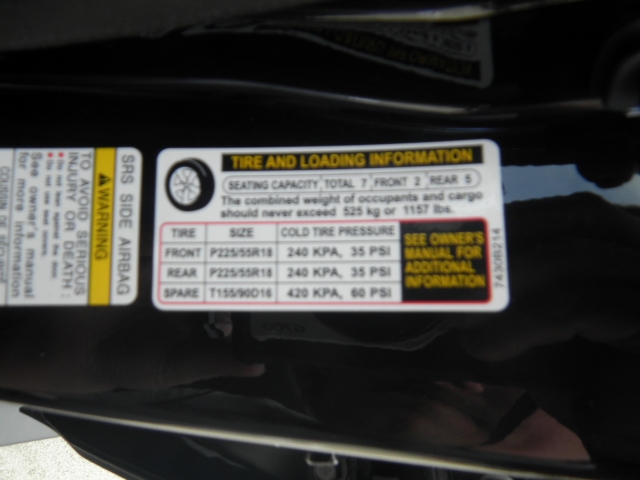 TIRE AND LOADING INFORMATION
SEATING CAPACITY TOTAL 7 FRONT 2 REAR 5
The combined weight of occupants and cargo
should never exceed 525 kg or 1157 lbs.
TIRE SIZE COLD TIRE PRESSURE
FRONT P225/55R18 240 KPA, 35 PSI
REAR P225/55R18 240 KPA, 35 PSI
SPARE T155/90D16 420 KPA, 60 PSI
SEE OWNER'S
MANUAL FOR
ADDITIONAL
INFORMATION
7430B214
SRS SIDE AIRBAG
WARNING
TO AVOID SERIOUS
INJURY OR DEATH:
See owner's manual
for more information